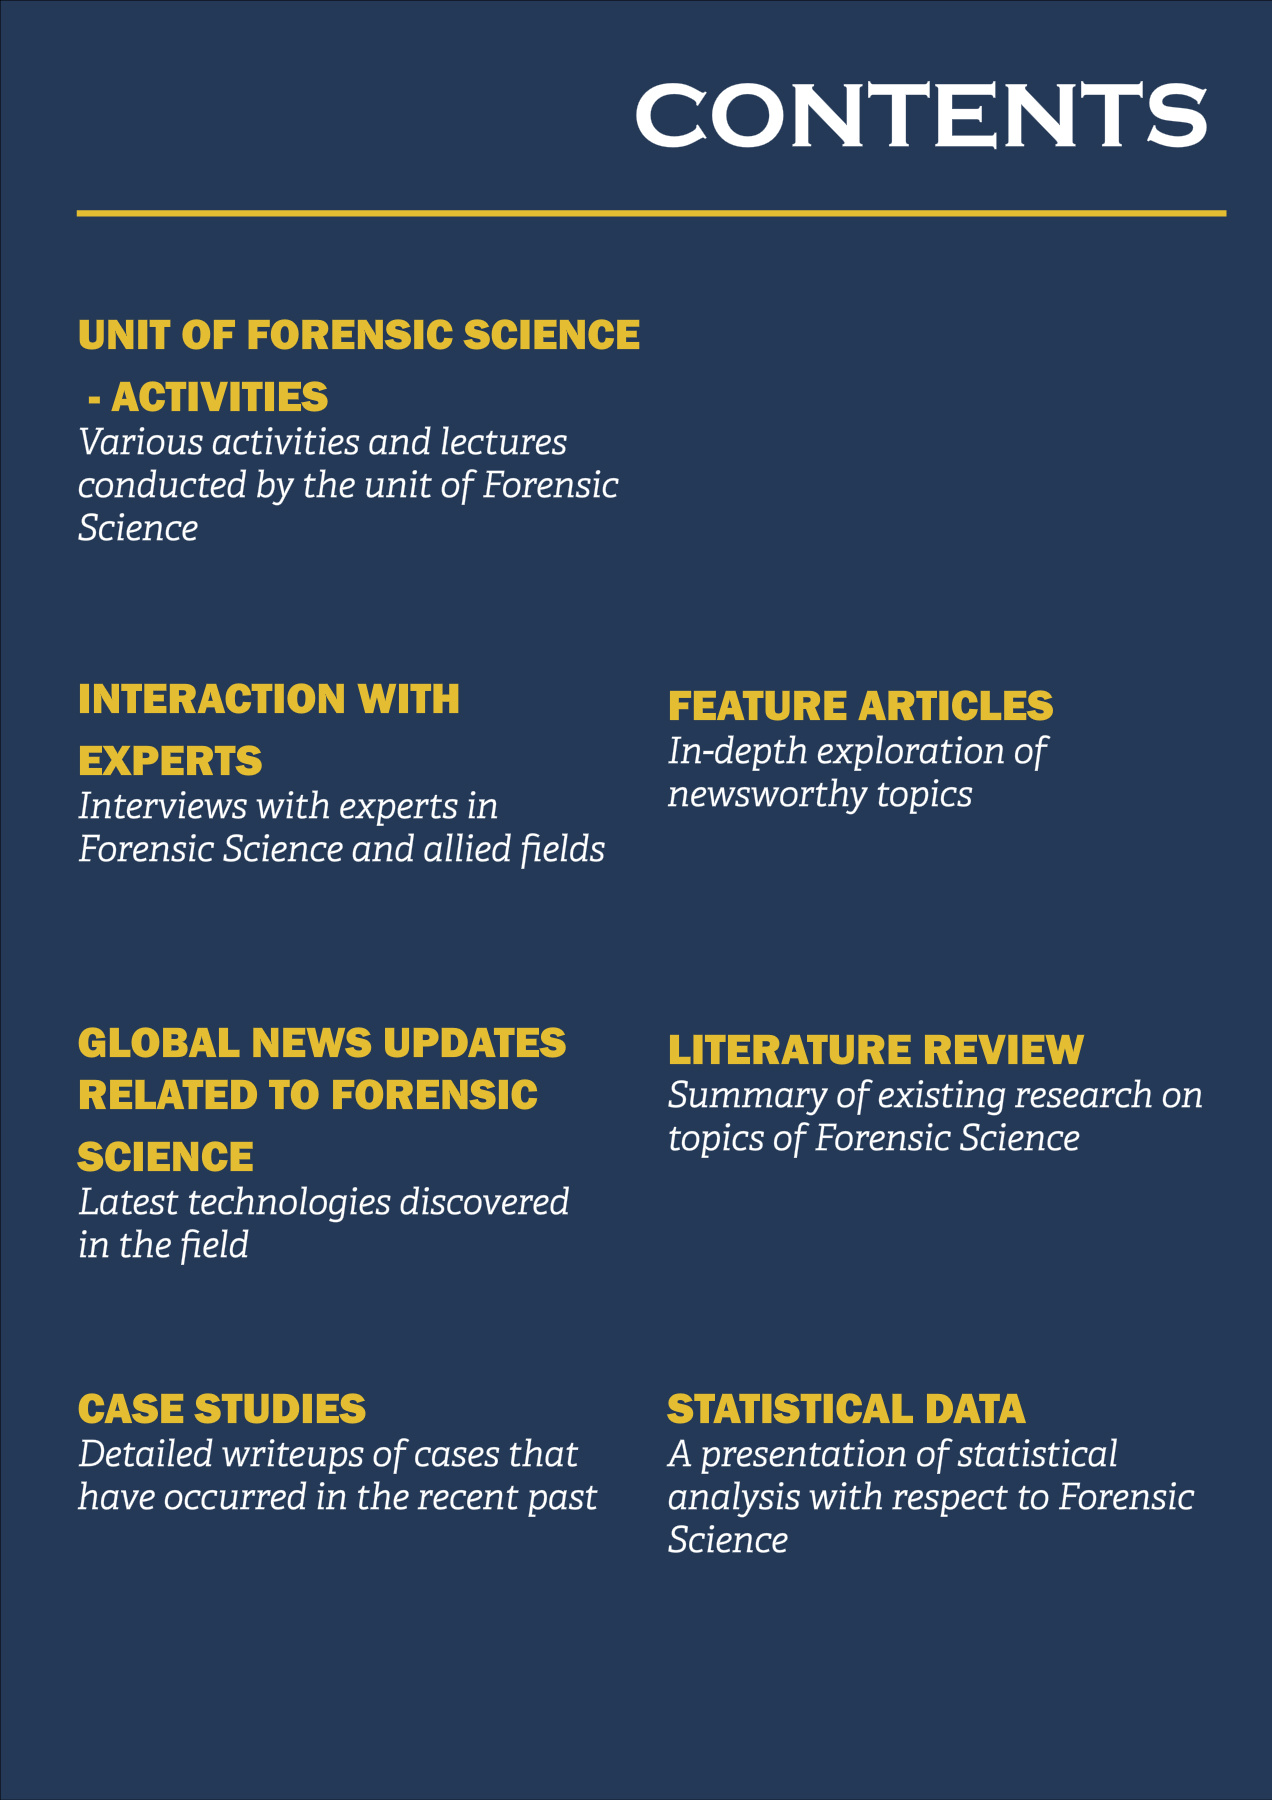 CONTENTS
UNIT OF FORENSIC SCIENCE
- ACTIVITIES
Various activities and lectures
conducted by the unit of Forensic
Science
INTERACTION WITH
EXPERTS
Interviews with experts in
Forensic Science and allied fields
FEATURE ARTICLES
In-depth exploration of
newsworthy topics
GLOBAL NEWS UPDATES
RELATED TO FORENSIC
SCIENCE
Latest technologies discovered
in the field
LITERATURE REVIEW
Summary of existing research on
topics of Forensic Science
CASE STUDIES
Detailed writeups of cases that
have occurred in the recent past
STATISTICAL DATA
A presentation of statistical
analysis with respect to Forensic
Science